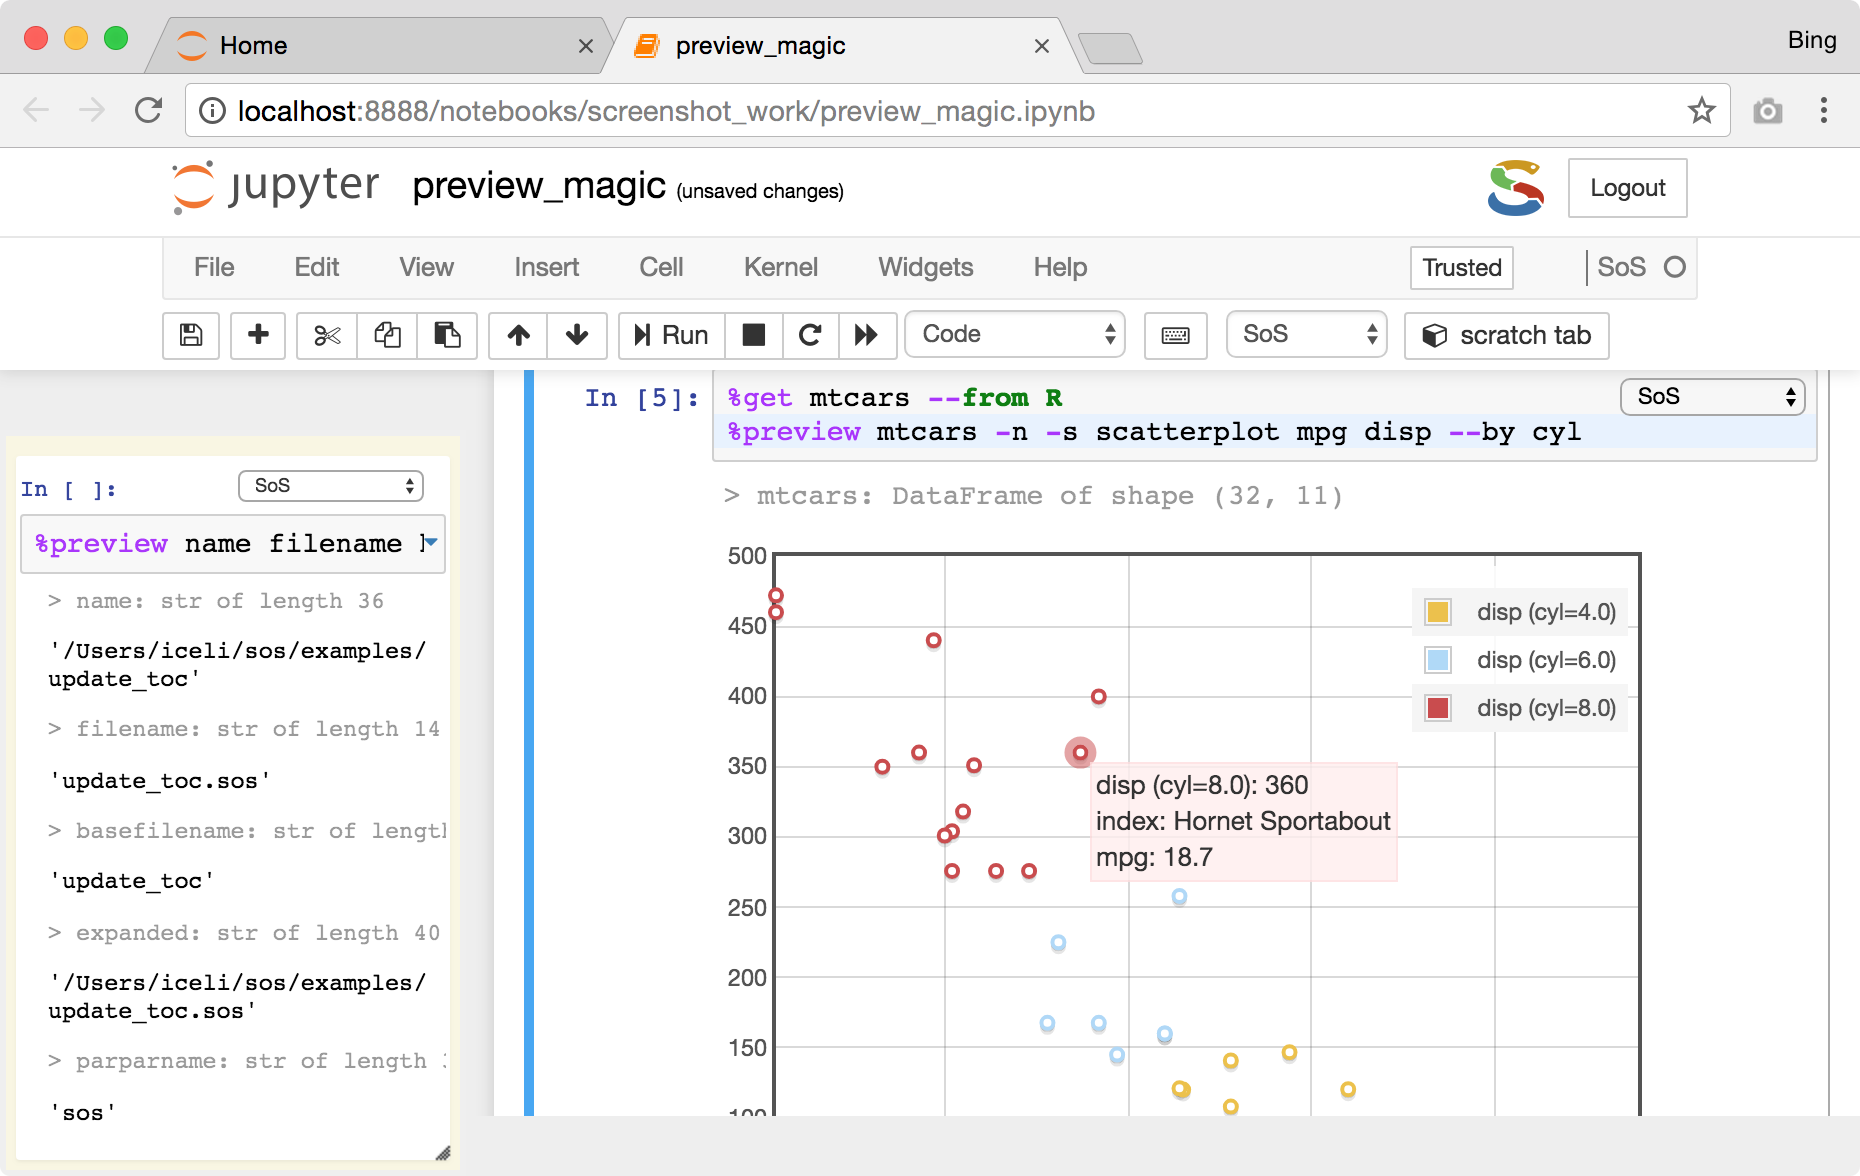 Home
preview_magic
Bing
localhost:8888/notebooks/screenshot_work/preview_magic.ipynb
jupyter preview_magic (unsaved changes)
Logout
File Edit View Insert Cell Kernel Widgets Help
Trusted
SoS
Run
Code
SoS
scratch tab
In [ ]:
SoS
%preview name filename
> name: str of length 36
'/Users/iceli/sos/examples/
update_toc'
> filename: str of length 14
'update_toc.sos'
> basefilename: str of length
'update_toc'
> expanded: str of length 40
'/Users/iceli/sos/examples/
update_toc.sos'
> parparname: str of length
'sos'
In [5]:
%get mtcars --from R
SoS
%preview mtcars -n -s scatterplot mpg disp --by cyl
> mtcars: DataFrame of shape (32, 11)
500
450
400
350
300
250
200
150
100
disp (cyl=4.0)
disp (cyl=6.0)
disp (cyl=8.0)
disp (cyl=8.0): 360
index: Hornet Sportabout
mpg: 18.7